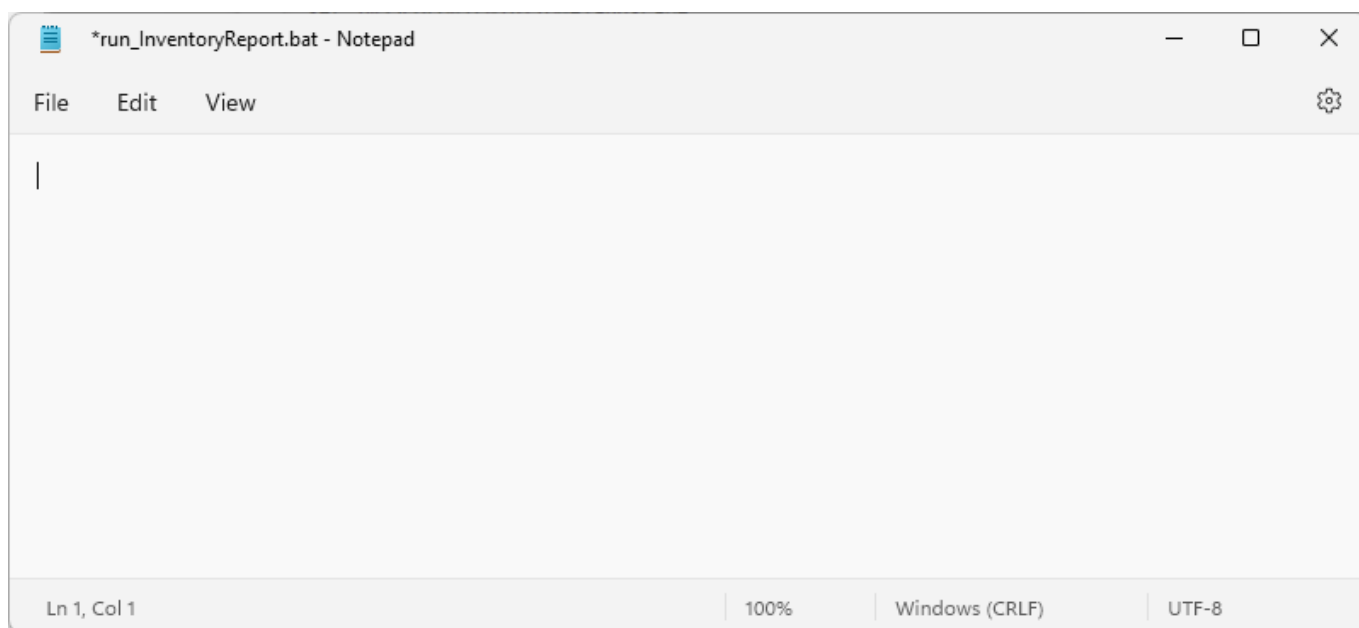 *run_InventoryReport.bat - Notepad
File Edit View
Ln 1, Col 1 100% Windows (CRLF) UTF-8